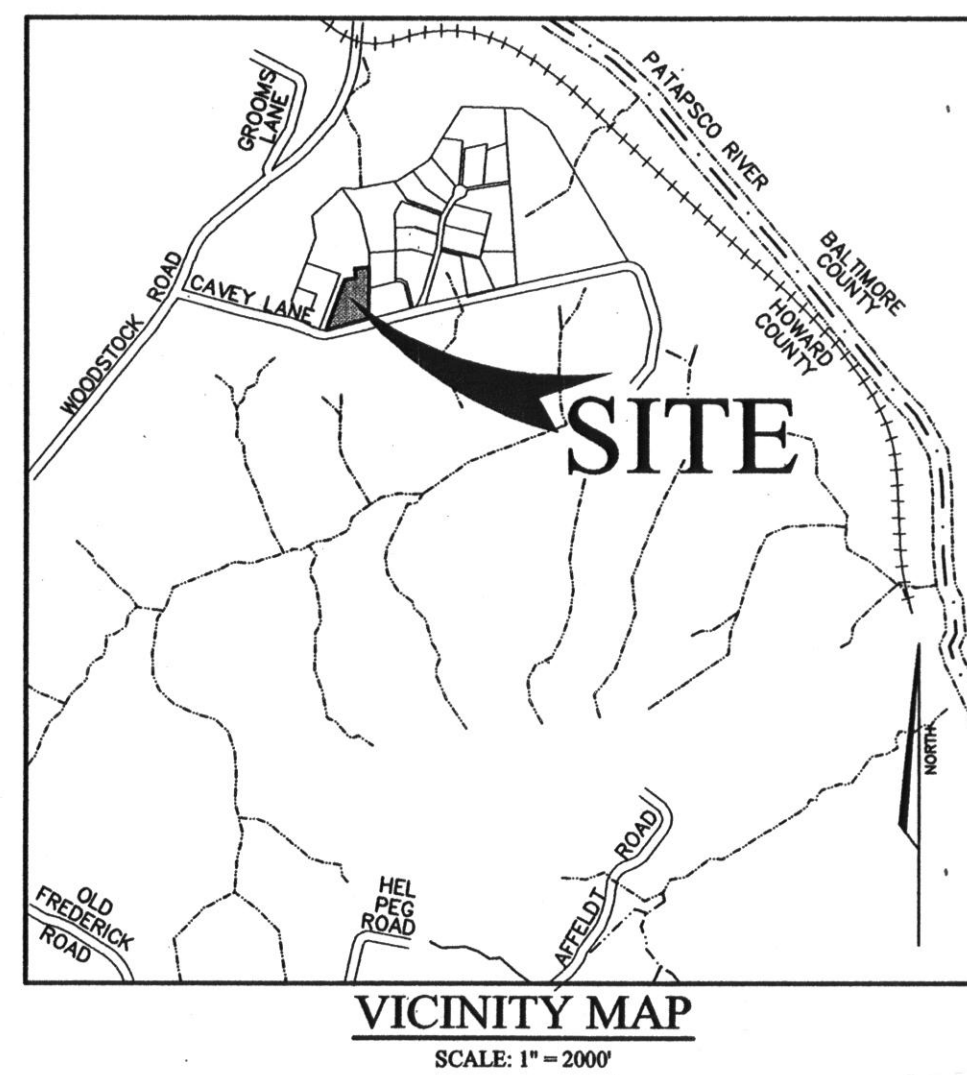 GROOMS
LANE
PATAPSCO RIVER
BALTIMORE
COUNTY
HOWARD
COUNTY
WOODSTOCK ROAD
CAVEY LANE
SITE
NORTH
OLD
FREDERICK
ROAD
HEL
PEG
ROAD
AFFELDT ROAD
VICINITY MAP
SCALE: 1" = 2000'